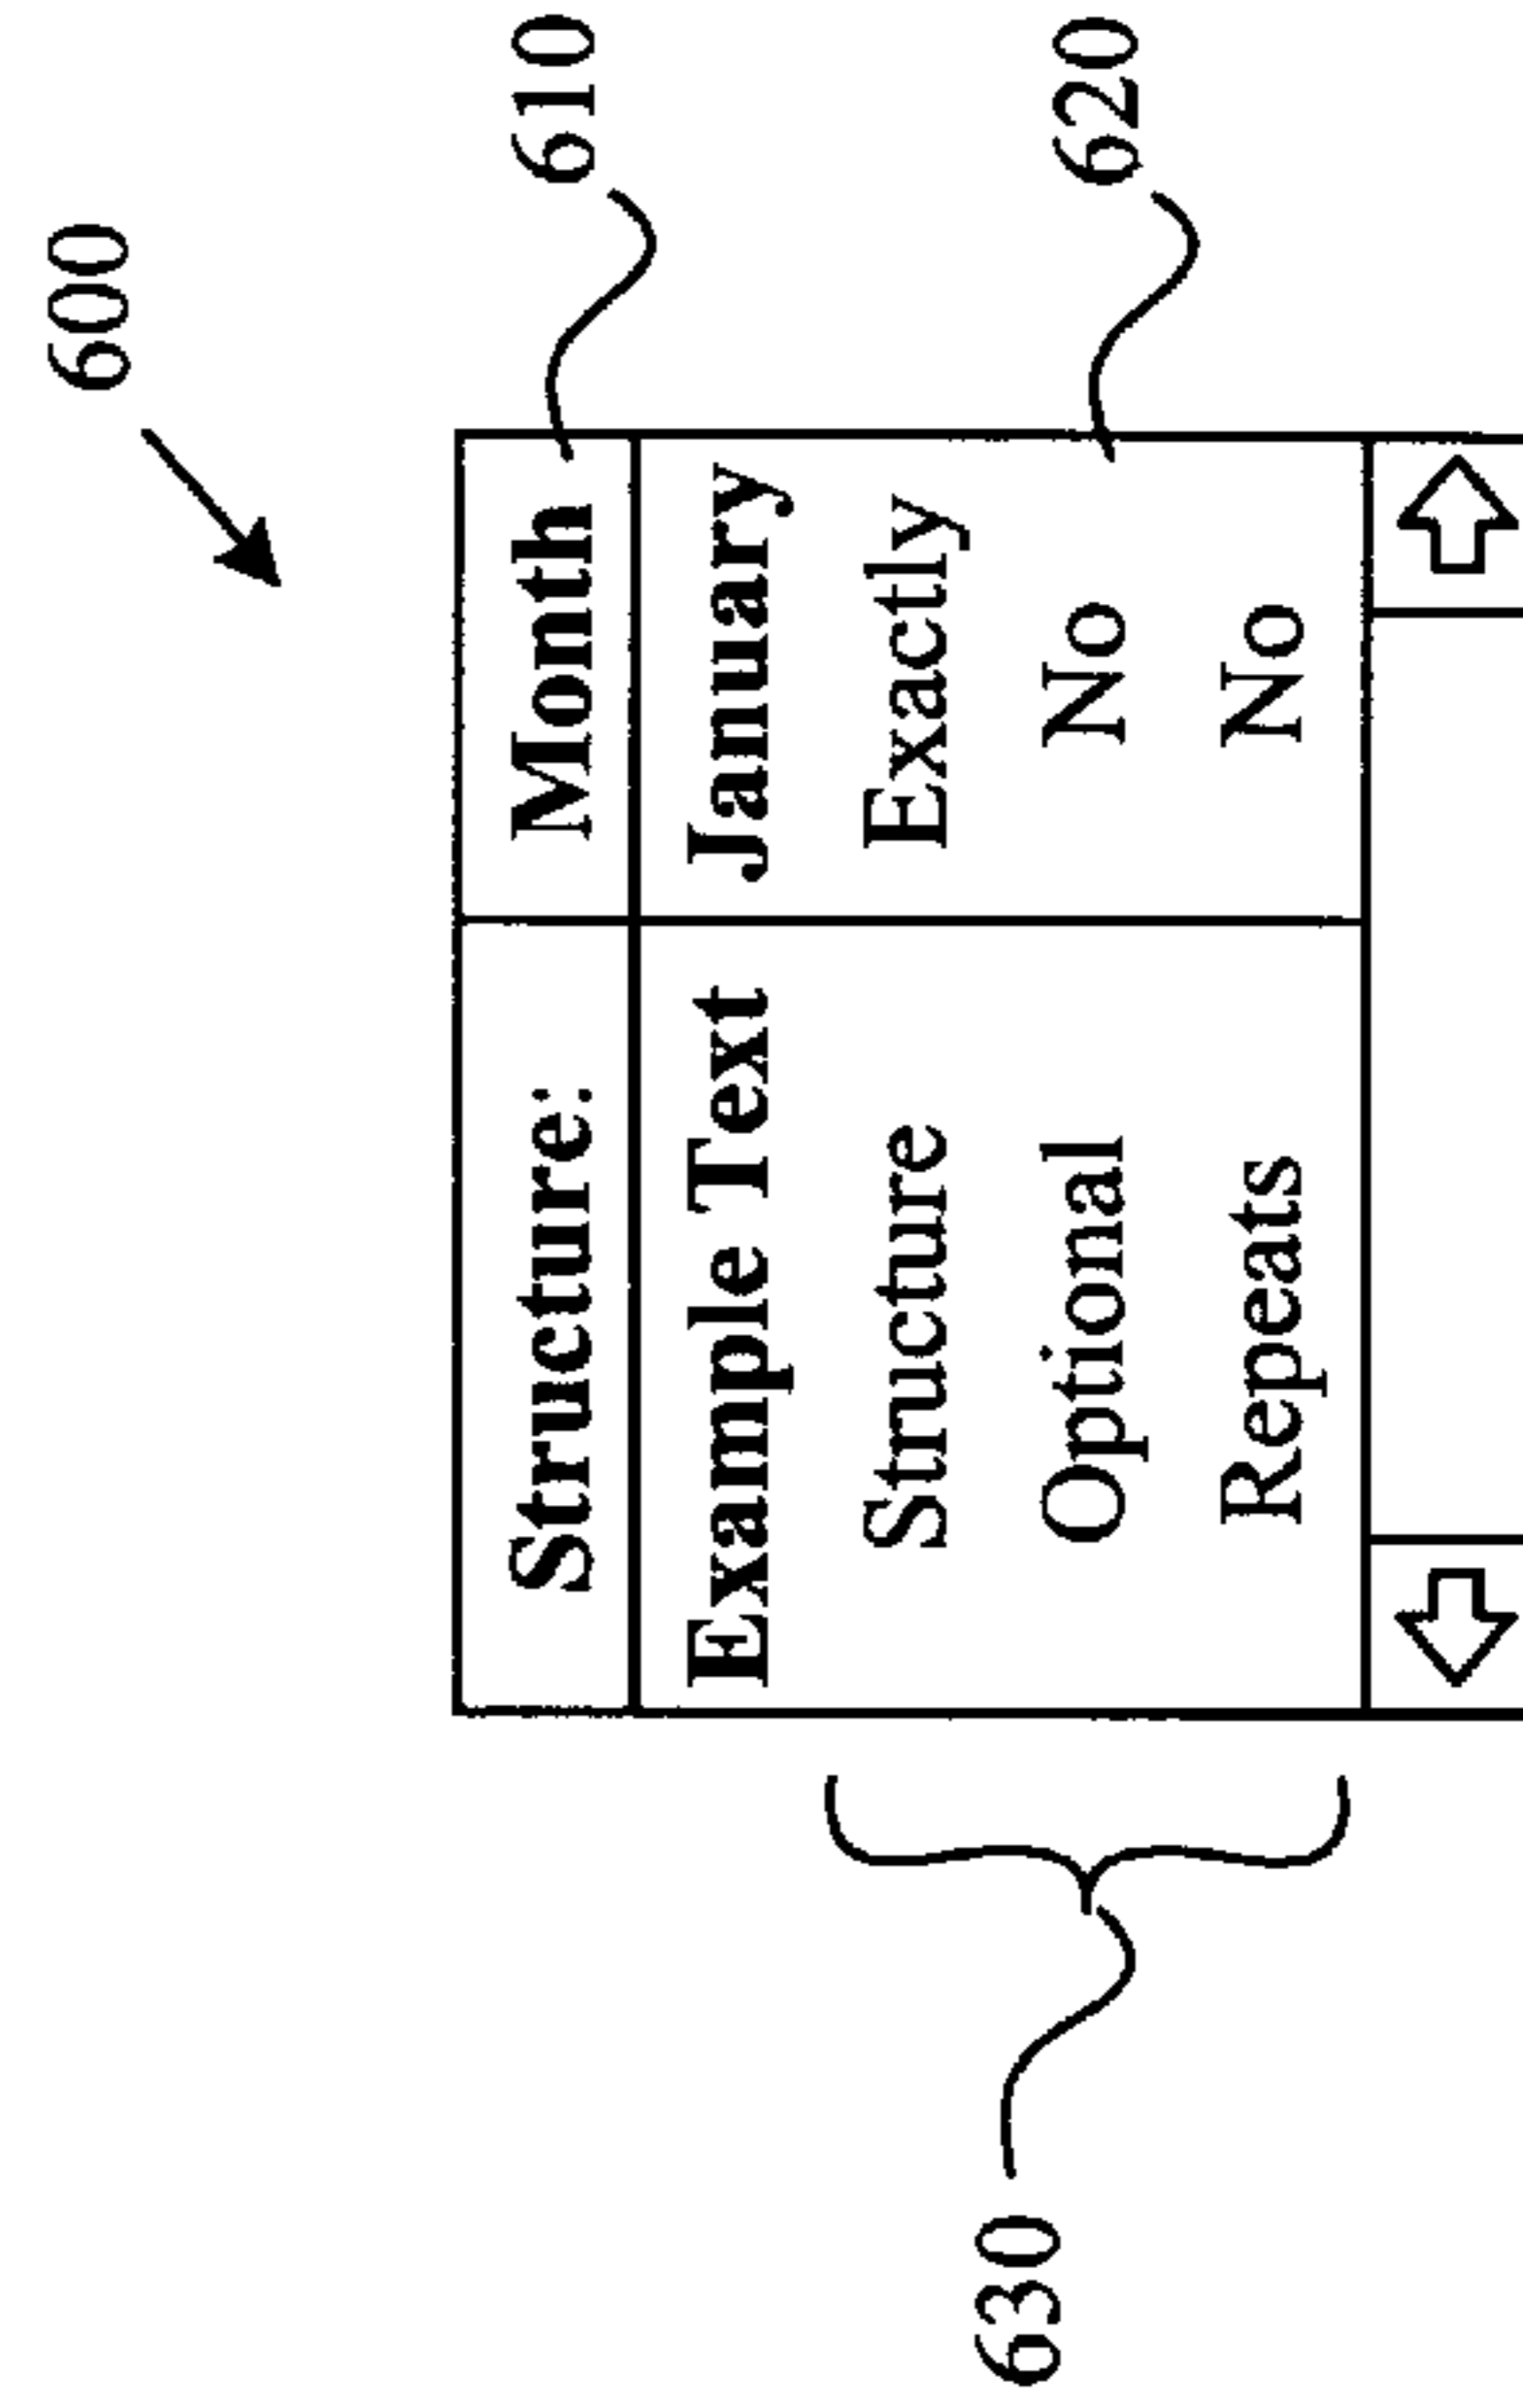 600
Structure: Month 610
Example Text January
Structure Exactly
630 Optional No 620
Repeats No